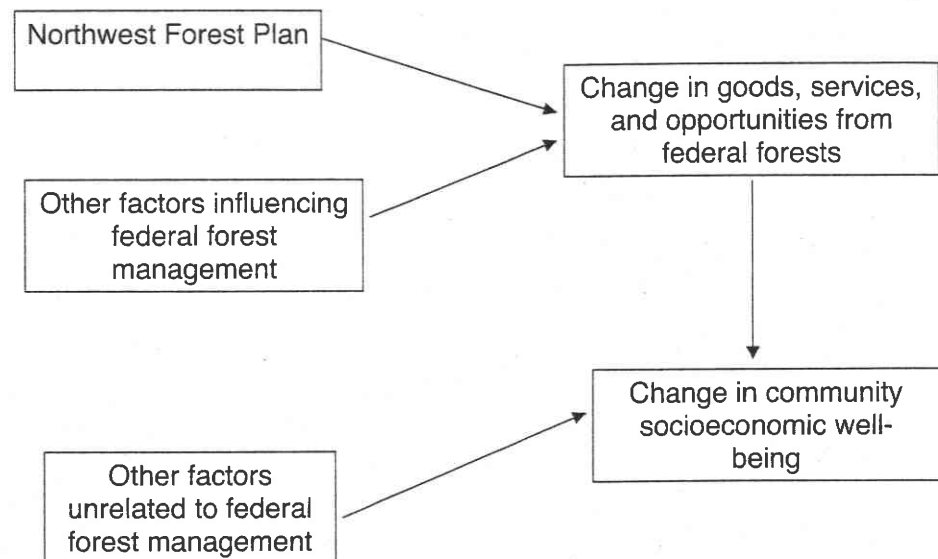 Northwest Forest Plan
Change in goods, services,
and opportunities from
federal forests
Other factors influencing
federal forest
management
Change in community
socioeconomic well-
being
Other factors
unrelated to federal
forest management